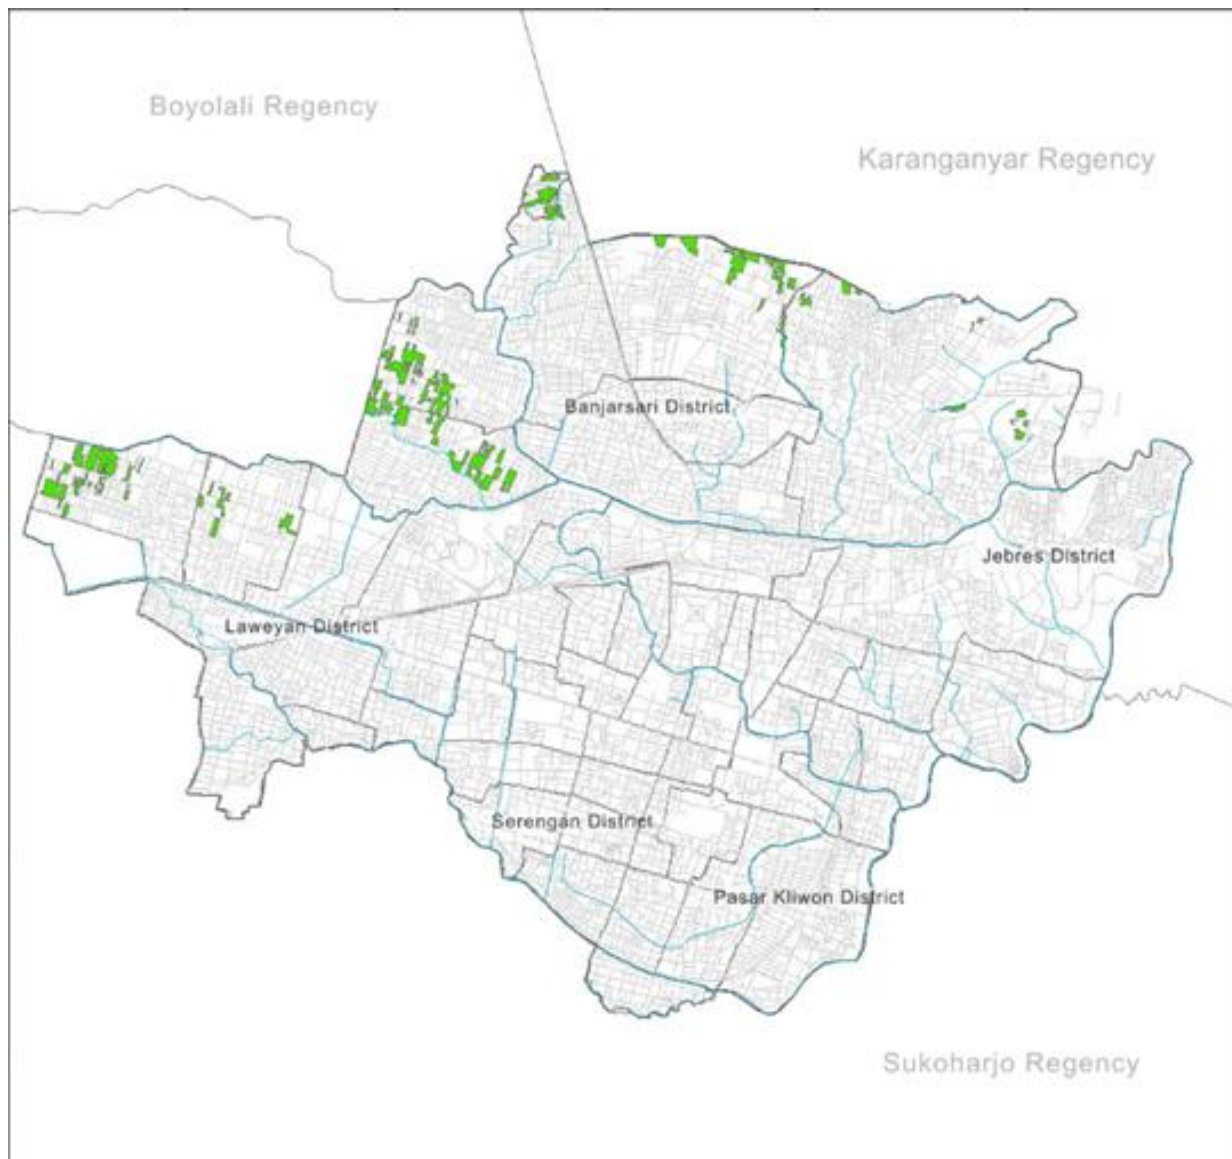 Boyolali Regency
Karanganyar Regency
Banjarsari District
Jebres District
Laweyan District
Serengan District
Pasar Kliwon District
Sukoharjo Regency